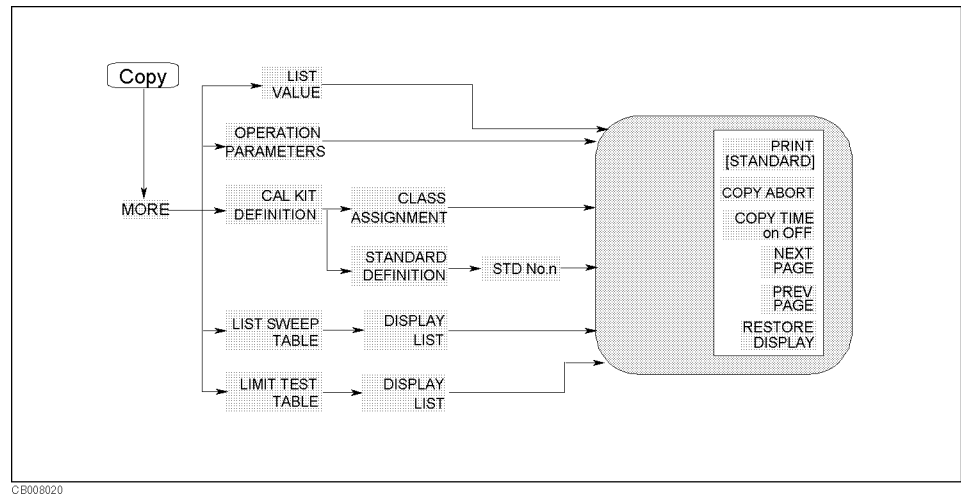 Copy
LIST
VALUE
OPERATION
PARAMETERS
MORE
CAL KIT
DEFINITION
CLASS
ASSIGNMENT
STANDARD
DEFINITION
STD No.n
LIST SWEEP
TABLE
DISPLAY
LIST
LIMIT TEST
TABLE
DISPLAY
LIST
PRINT
[STANDARD]
COPY ABORT
COPY TIME
on OFF
NEXT
PAGE
PREV
PAGE
RESTORE
DISPLAY
CB008020